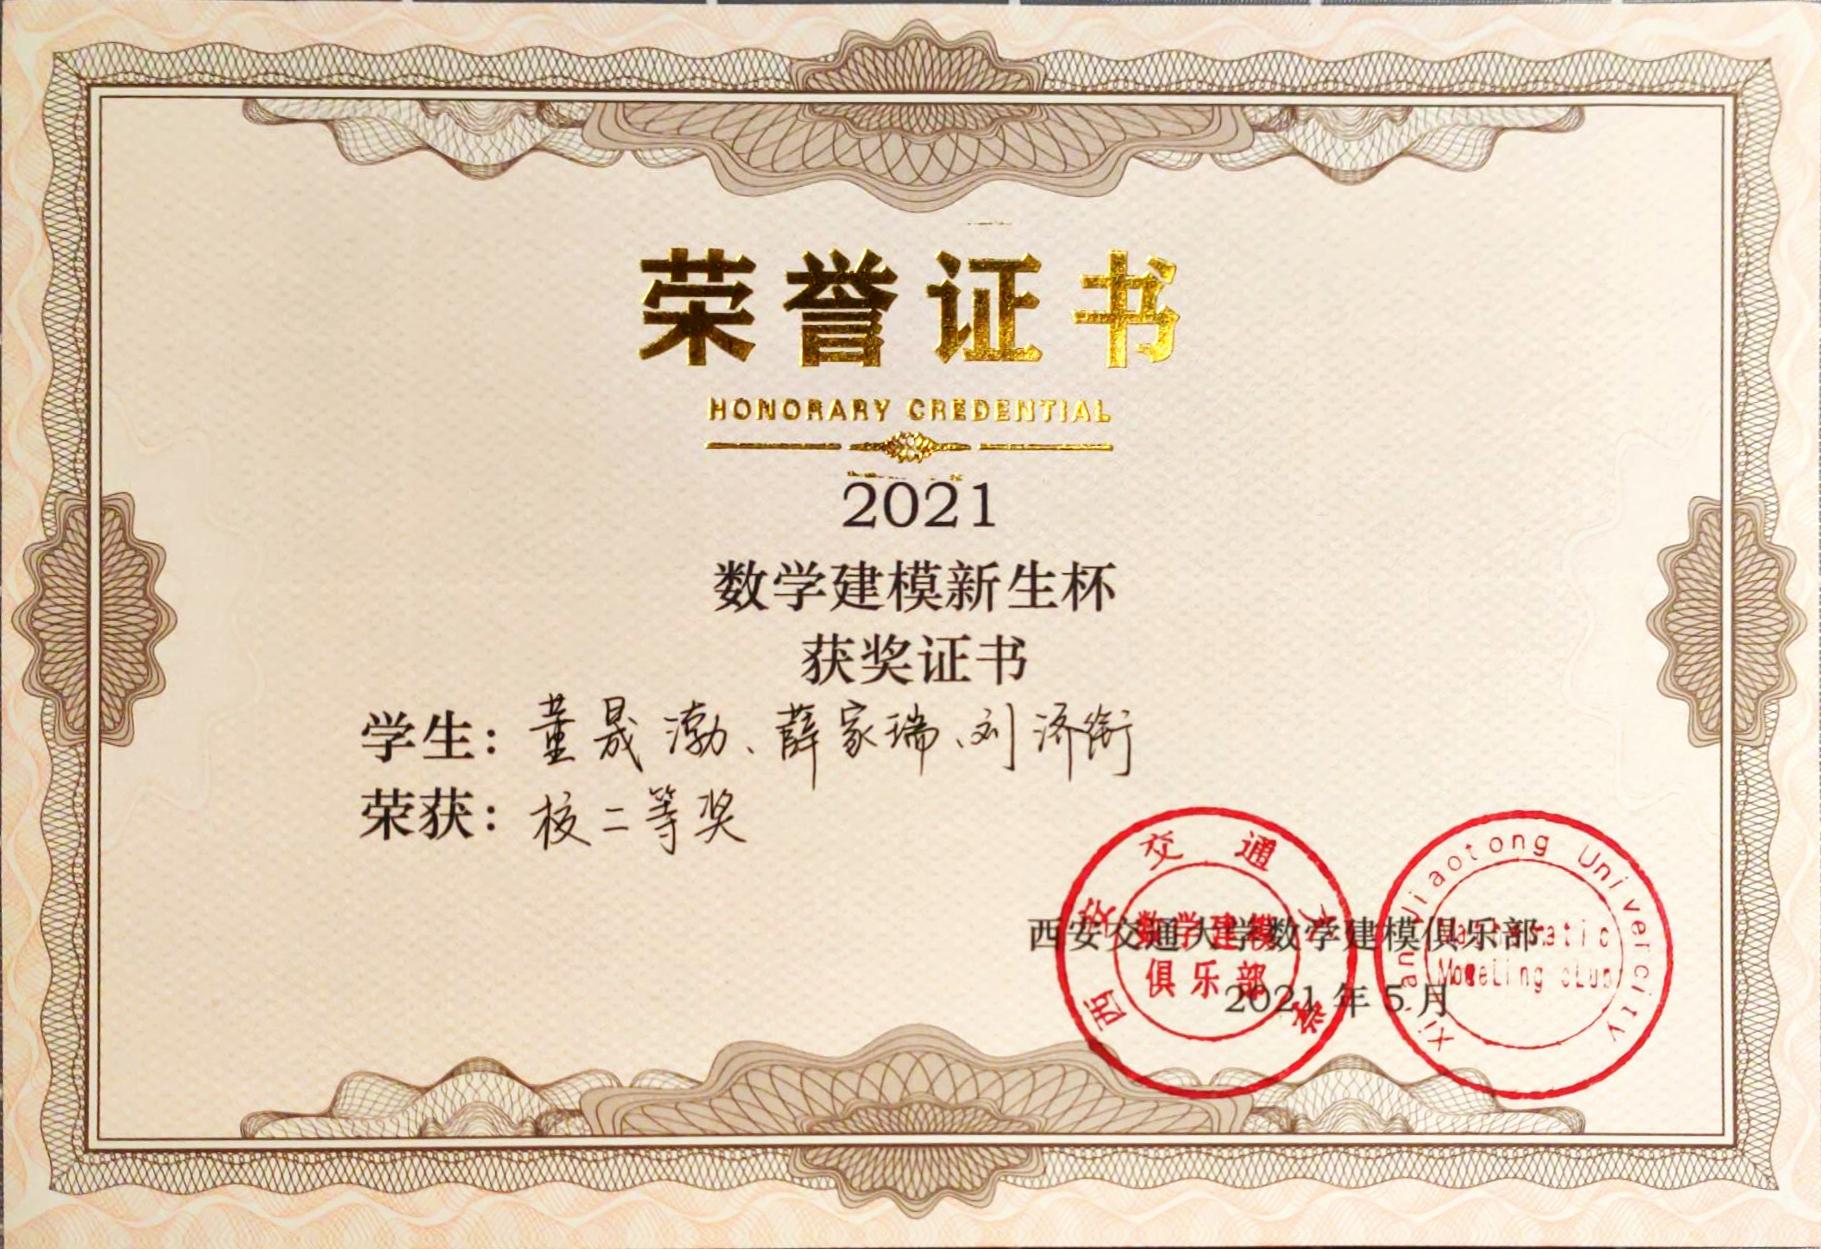 荣誉证书
HONORARY CREDENTIAL
2021
数学建模新生杯
获奖证书
学生：董晟渤、薛家瑞、刘济衔
荣获：校二等奖
西安交通大学数学建模俱乐部
2021年5月
西安交通大学
数学建模
俱乐部
Xi'an Jiaotong Univercity
Mathematic
Modeling cLub